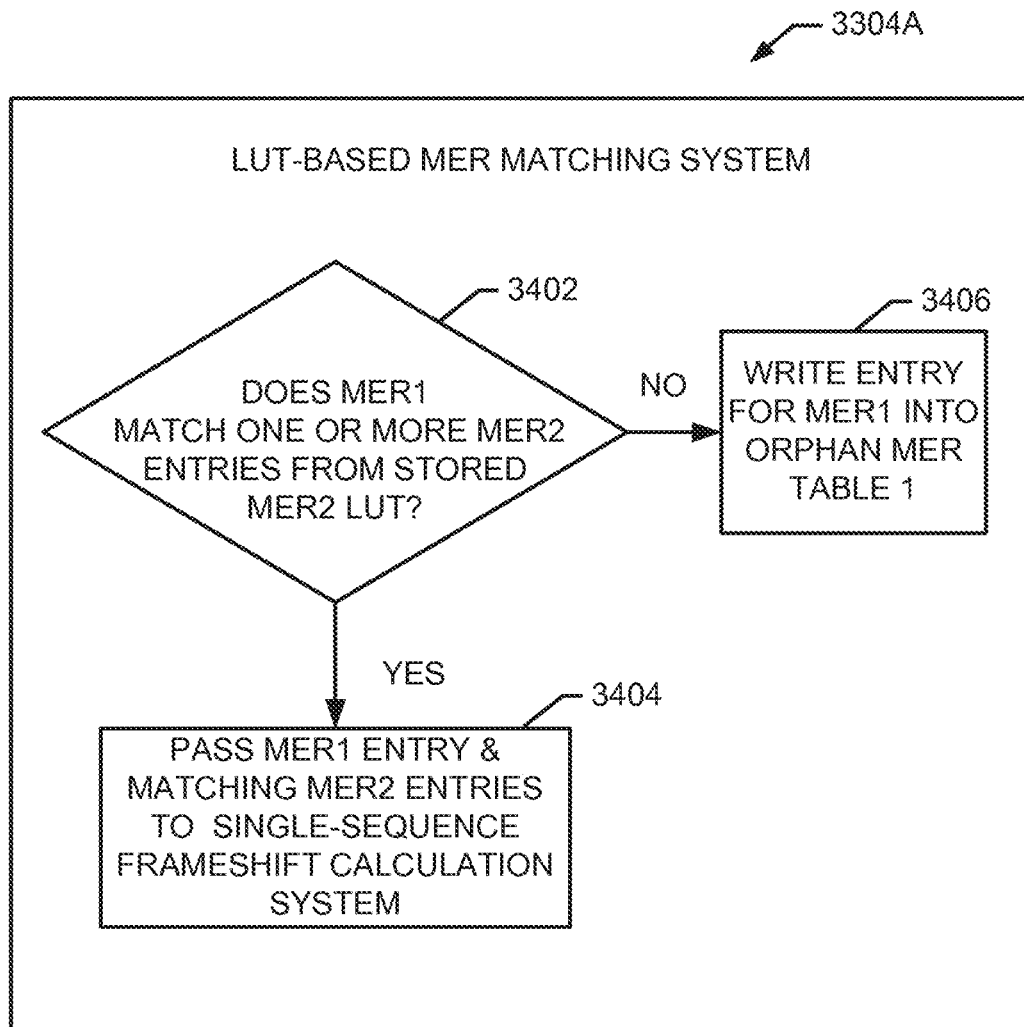 3304A
LUT-BASED MER MATCHING SYSTEM
3402
DOES MER1
MATCH ONE OR MORE MER2
ENTRIES FROM STORED
MER2 LUT?
NO
3406
WRITE ENTRY
FOR MER1 INTO
ORPHAN MER
TABLE 1
YES
3404
PASS MER1 ENTRY &
MATCHING MER2 ENTRIES
TO SINGLE-SEQUENCE
FRAMESHIFT CALCULATION
SYSTEM